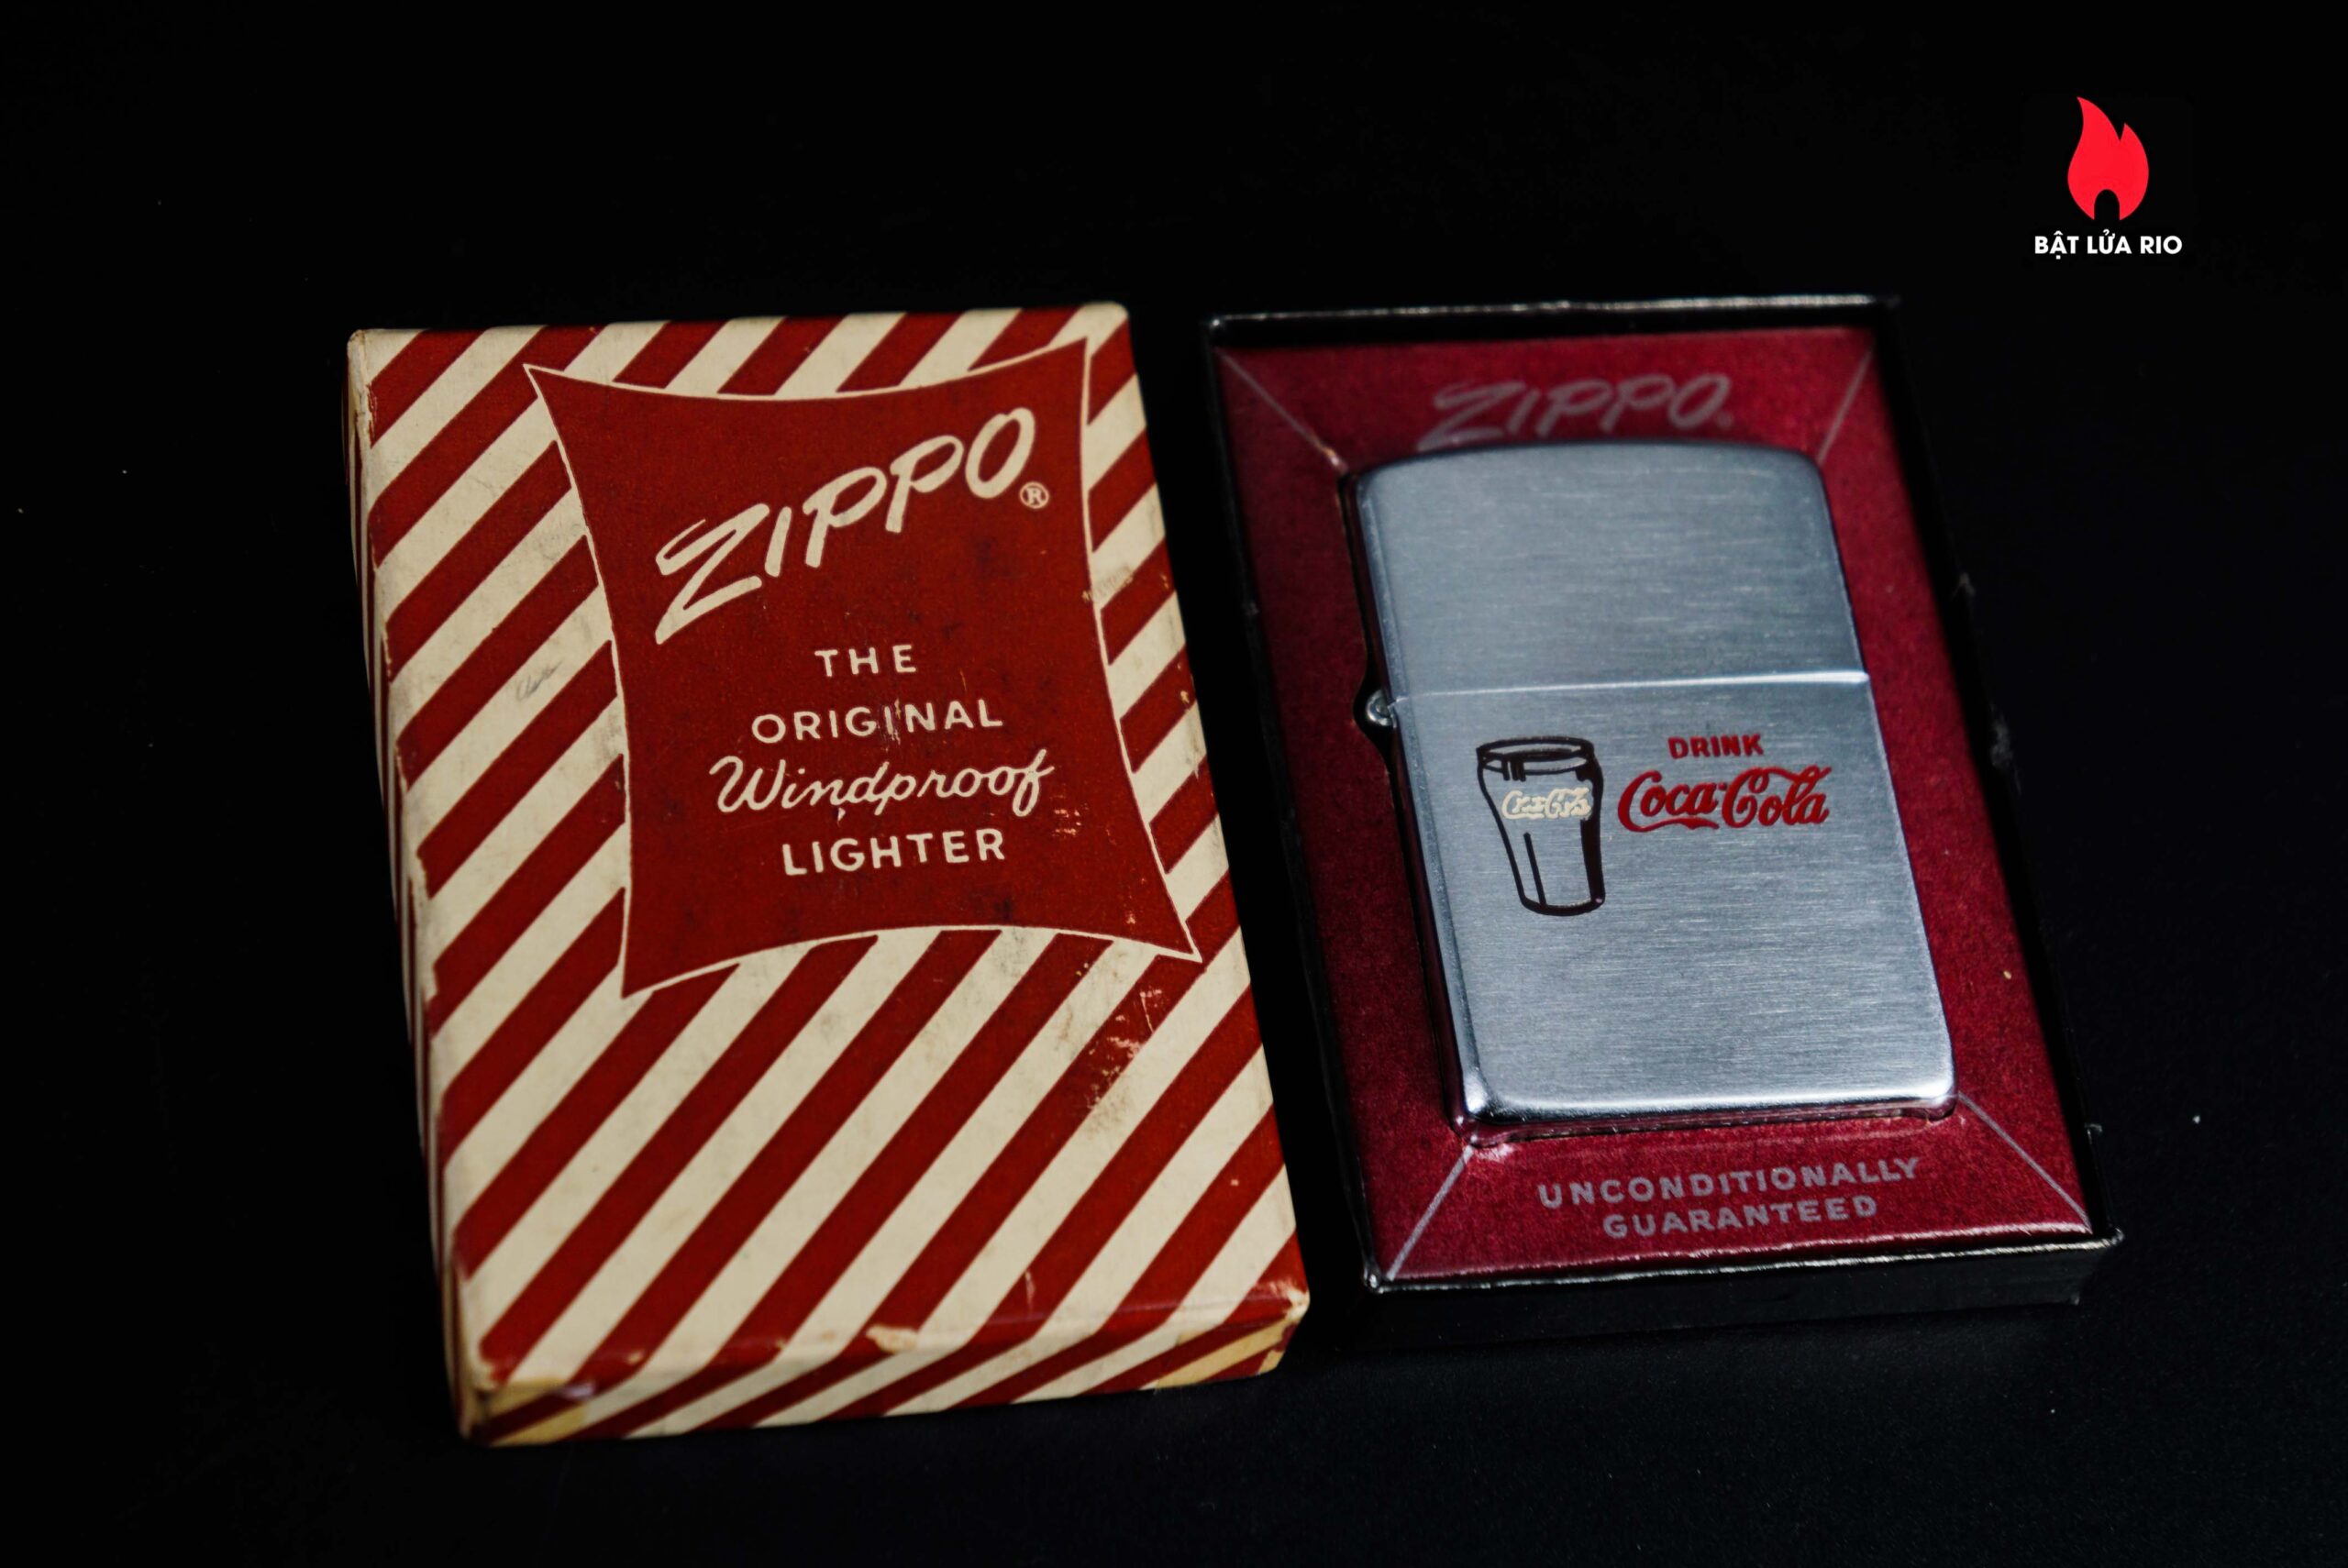 BẬT LỬA RIO
ZIPPO®
THE
ORIGINAL
Windproof
LIGHTER
ZIPPO®
DRINK
Coca-Cola
Coca-Cola
UNCONDITIONALLY
GUARANTEED